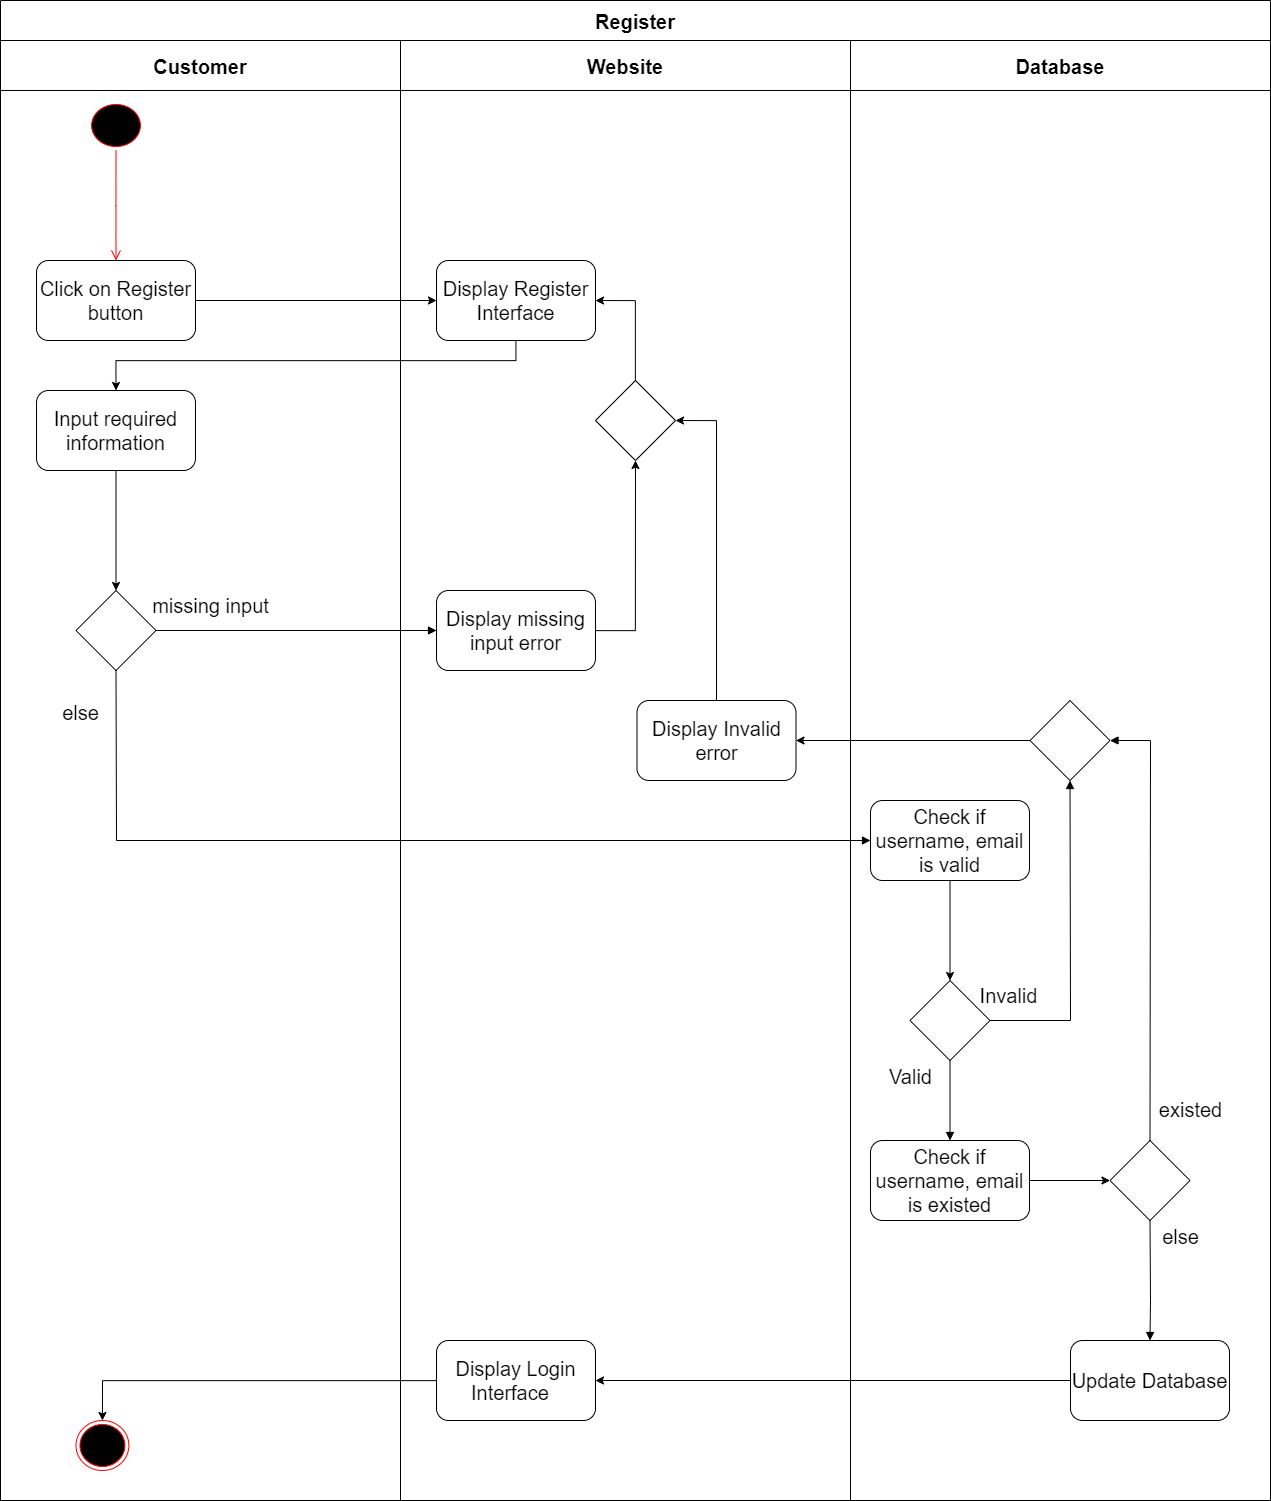 Register
Customer
Website
Database
Click on Register
button
Display Register
Interface
Input required
information
missing input
Display missing
input error
else
Display Invalid
error
Check if
username, email
is valid
Invalid
Valid
existed
Check if
username, email
is existed
else
Display Login
Interface
Update Database